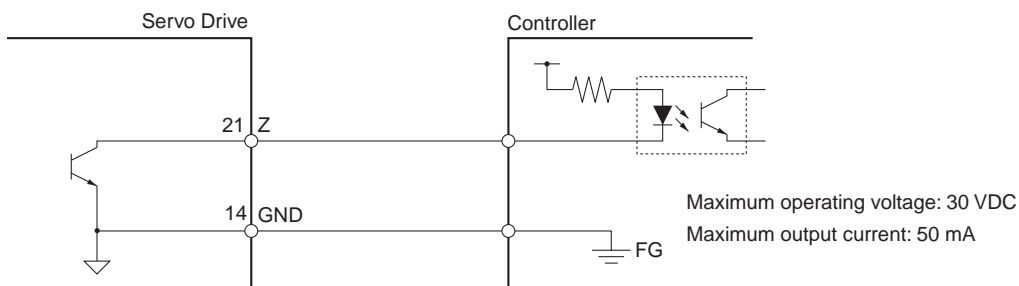 Servo Drive
Controller
21 Z
14 GND
FG
Maximum operating voltage: 30 VDC
Maximum output current: 50 mA